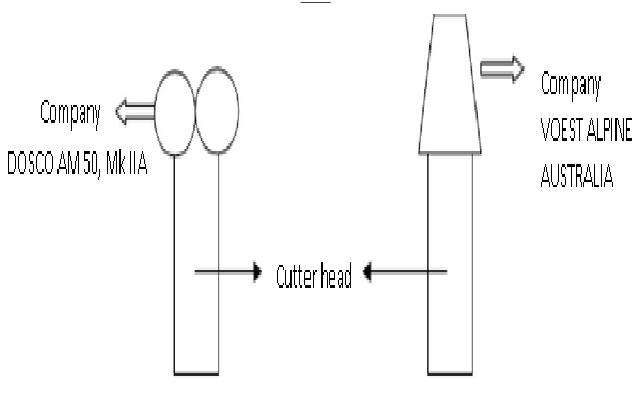 Company
DOSCO AM 50, Mk IIA
Company
VOEST ALPINE
AUSTRALIA
Cutter head